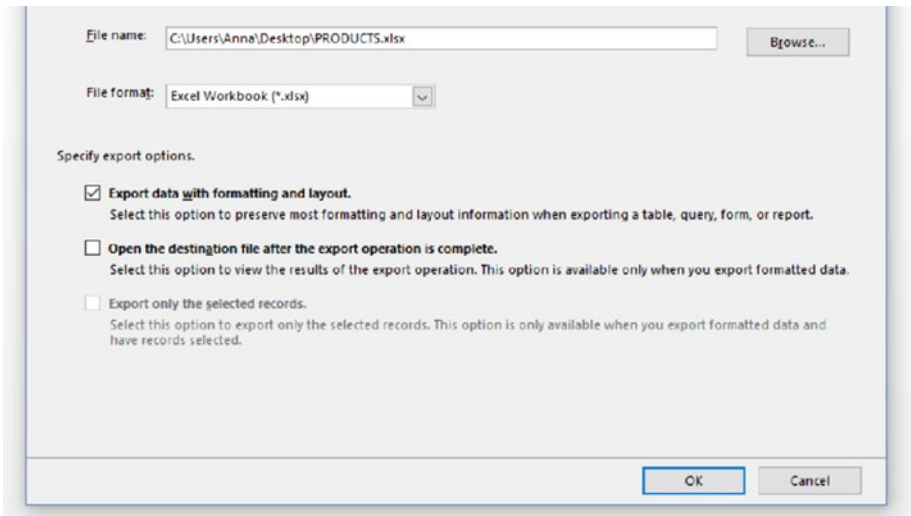 File name: C:\Users\Anna\Desktop\PRODUCTS.xlsx Browse...
File format: Excel Workbook (*.xlsx)
Specify export options.
Export data with formatting and layout.
Select this option to preserve most formatting and layout information when exporting a table, query, form, or report.
Open the destination file after the export operation is complete.
Select this option to view the results of the export operation. This option is available only when you export formatted data.
Export only the selected records.
Select this option to export only the selected records. This option is only available when you export formatted data and
have records selected.
OK Cancel